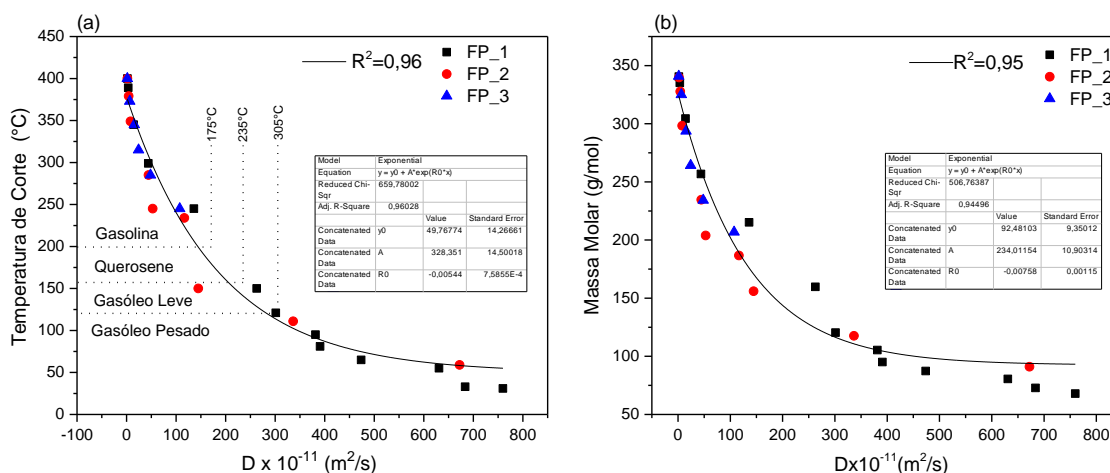 (a)
R²=0,96
FP_1
FP_2
FP_3
175°C
235°C
305°C
Model Exponential
Equation y = y0 + A*exp(R0*x)
Reduced Chi-Sqr 659,78002
Adj. R-Square 0,96028
Value Standard Error
Concatenated Data y0 49,76774 14,26661
Concatenated Data A 328,351 14,50018
Concatenated Data R0 -0,00544 7,5855E-4
Gasolina
Querosene
Gasóleo Leve
Gasóleo Pesado
Temperatura de Corte (°C)
450
400
350
300
250
200
150
100
50
0
-100 0 100 200 300 400 500 600 700 800
D x 10⁻¹¹ (m²/s)
(b)
R²=0,95
FP_1
FP_2
FP_3
Model Exponential
Equation y = y0 + A*exp(R0*x)
Reduced Chi-Sqr 506,76387
Adj. R-Square 0,94496
Value Standard Error
Concatenated Data y0 92,48103 9,35012
Concatenated Data A 234,01154 10,90314
Concatenated Data R0 -0,00758 0,00115
Massa Molar (g/mol)
350
300
250
200
150
100
50
0 100 200 300 400 500 600 700 800
Dx10⁻¹¹ (m²/s)